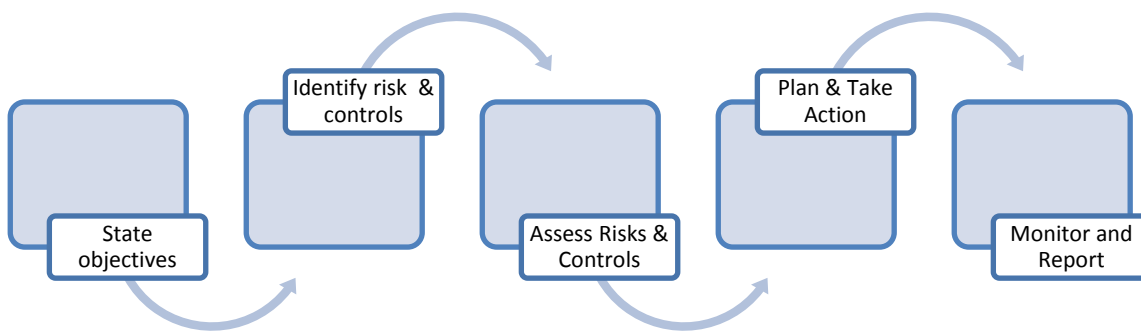 State
objectives
Identify risk & 
controls
Assess Risks &
Controls
Plan & Take
Action
Monitor and
Report